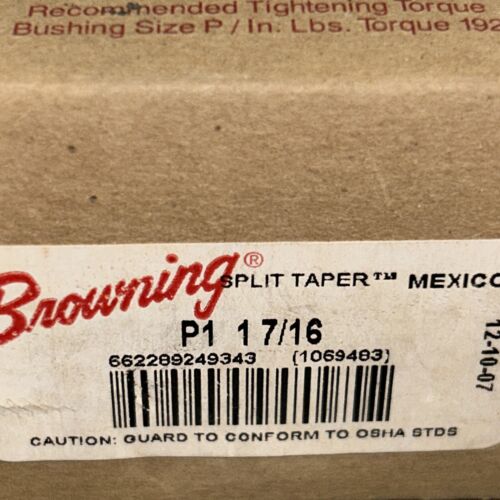 Recommended Tightening Torque
Bushing Size P / In. Lbs. Torque 192
Browning® SPLIT TAPER™ MEXICO
P1 1 7/16
662289249343 (1069483)
12-10-07
CAUTION: GUARD TO CONFORM TO OSHA STDS